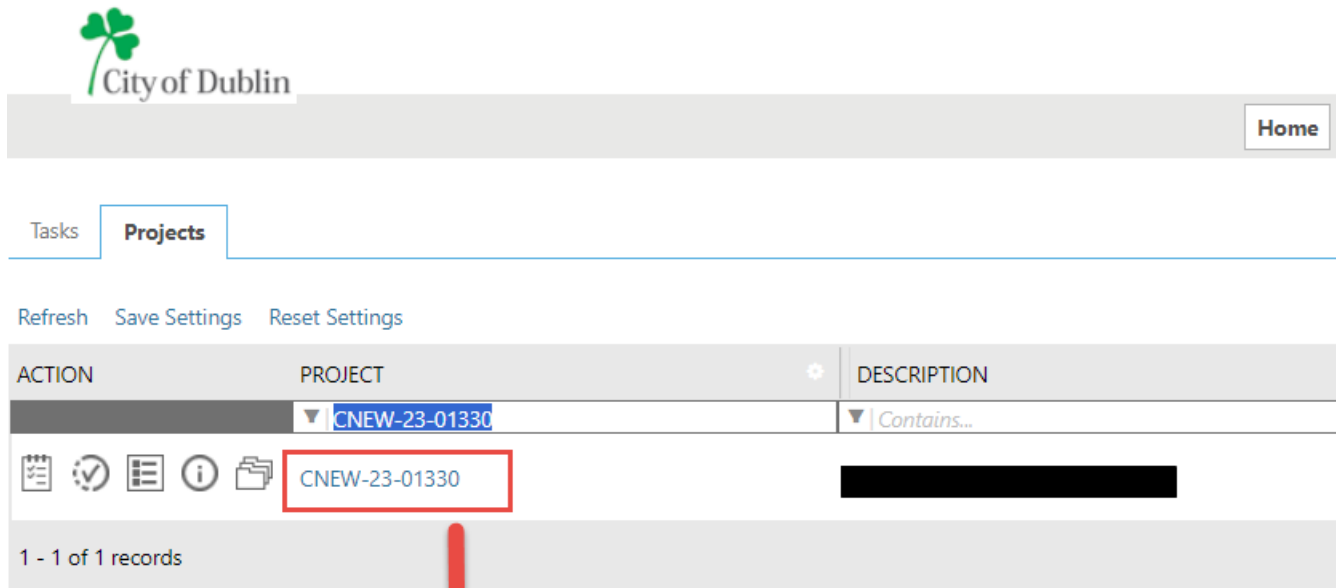 City of Dublin
Home
Tasks Projects
Refresh Save Settings Reset Settings
ACTION PROJECT DESCRIPTION
CNEW-23-01330 Contains...
CNEW-23-01330
1 - 1 of 1 records